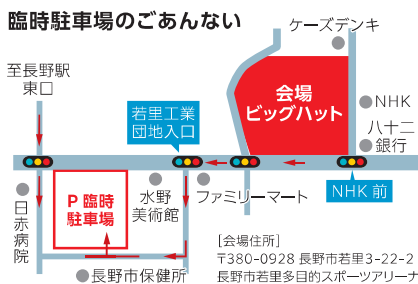 臨時駐車場のごあんない
ケーズデンキ
至長野駅
東口
会場
ビッグハット
若里工業
団地入口
NHK
八十二
銀行
NHK 前
日赤病院
P 臨時
駐車場
水野
美術館
ファミリーマート
長野市保健所
[会場住所]
〒380-0928 長野市若里3-22-2
長野市若里多目的スポーツアリーナ